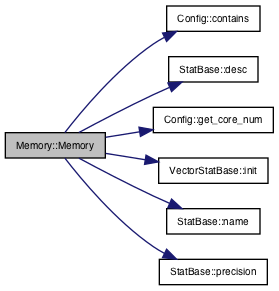 Config::contains
StatBase::desc
Config::get_core_num
Memory::Memory
VectorStatBase::init
StatBase::name
StatBase::precision